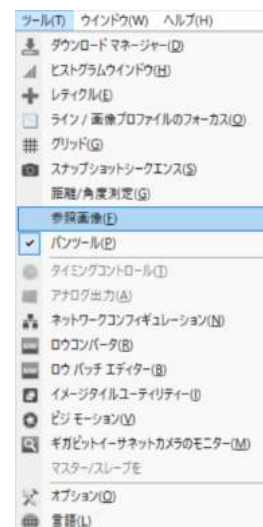 ツール(T) ウインドウ(W) ヘルプ(H)
ダウンロード マネージャー(D)
ヒストグラムウインドウ(H)
レティクル(E)
ライン / 画像プロファイルのフォーカス(O)
グリッド(G)
スナップショットシークエンス(S)
距離/角度測定(G)
参照画像(F)
パンツール(P)
タイミングコントロール(T)
アナログ出力(A)
ネットワークコンフィギュレーション(N)
ロウコンバータ(R)
ロウ バッチ エディター(B)
イメージタイルユーティリティー(I)
ビジ モーション(V)
ギガビットイーサネットカメラのモニター(M)
マスター/スレーブを
オプション(O)
言語(L)